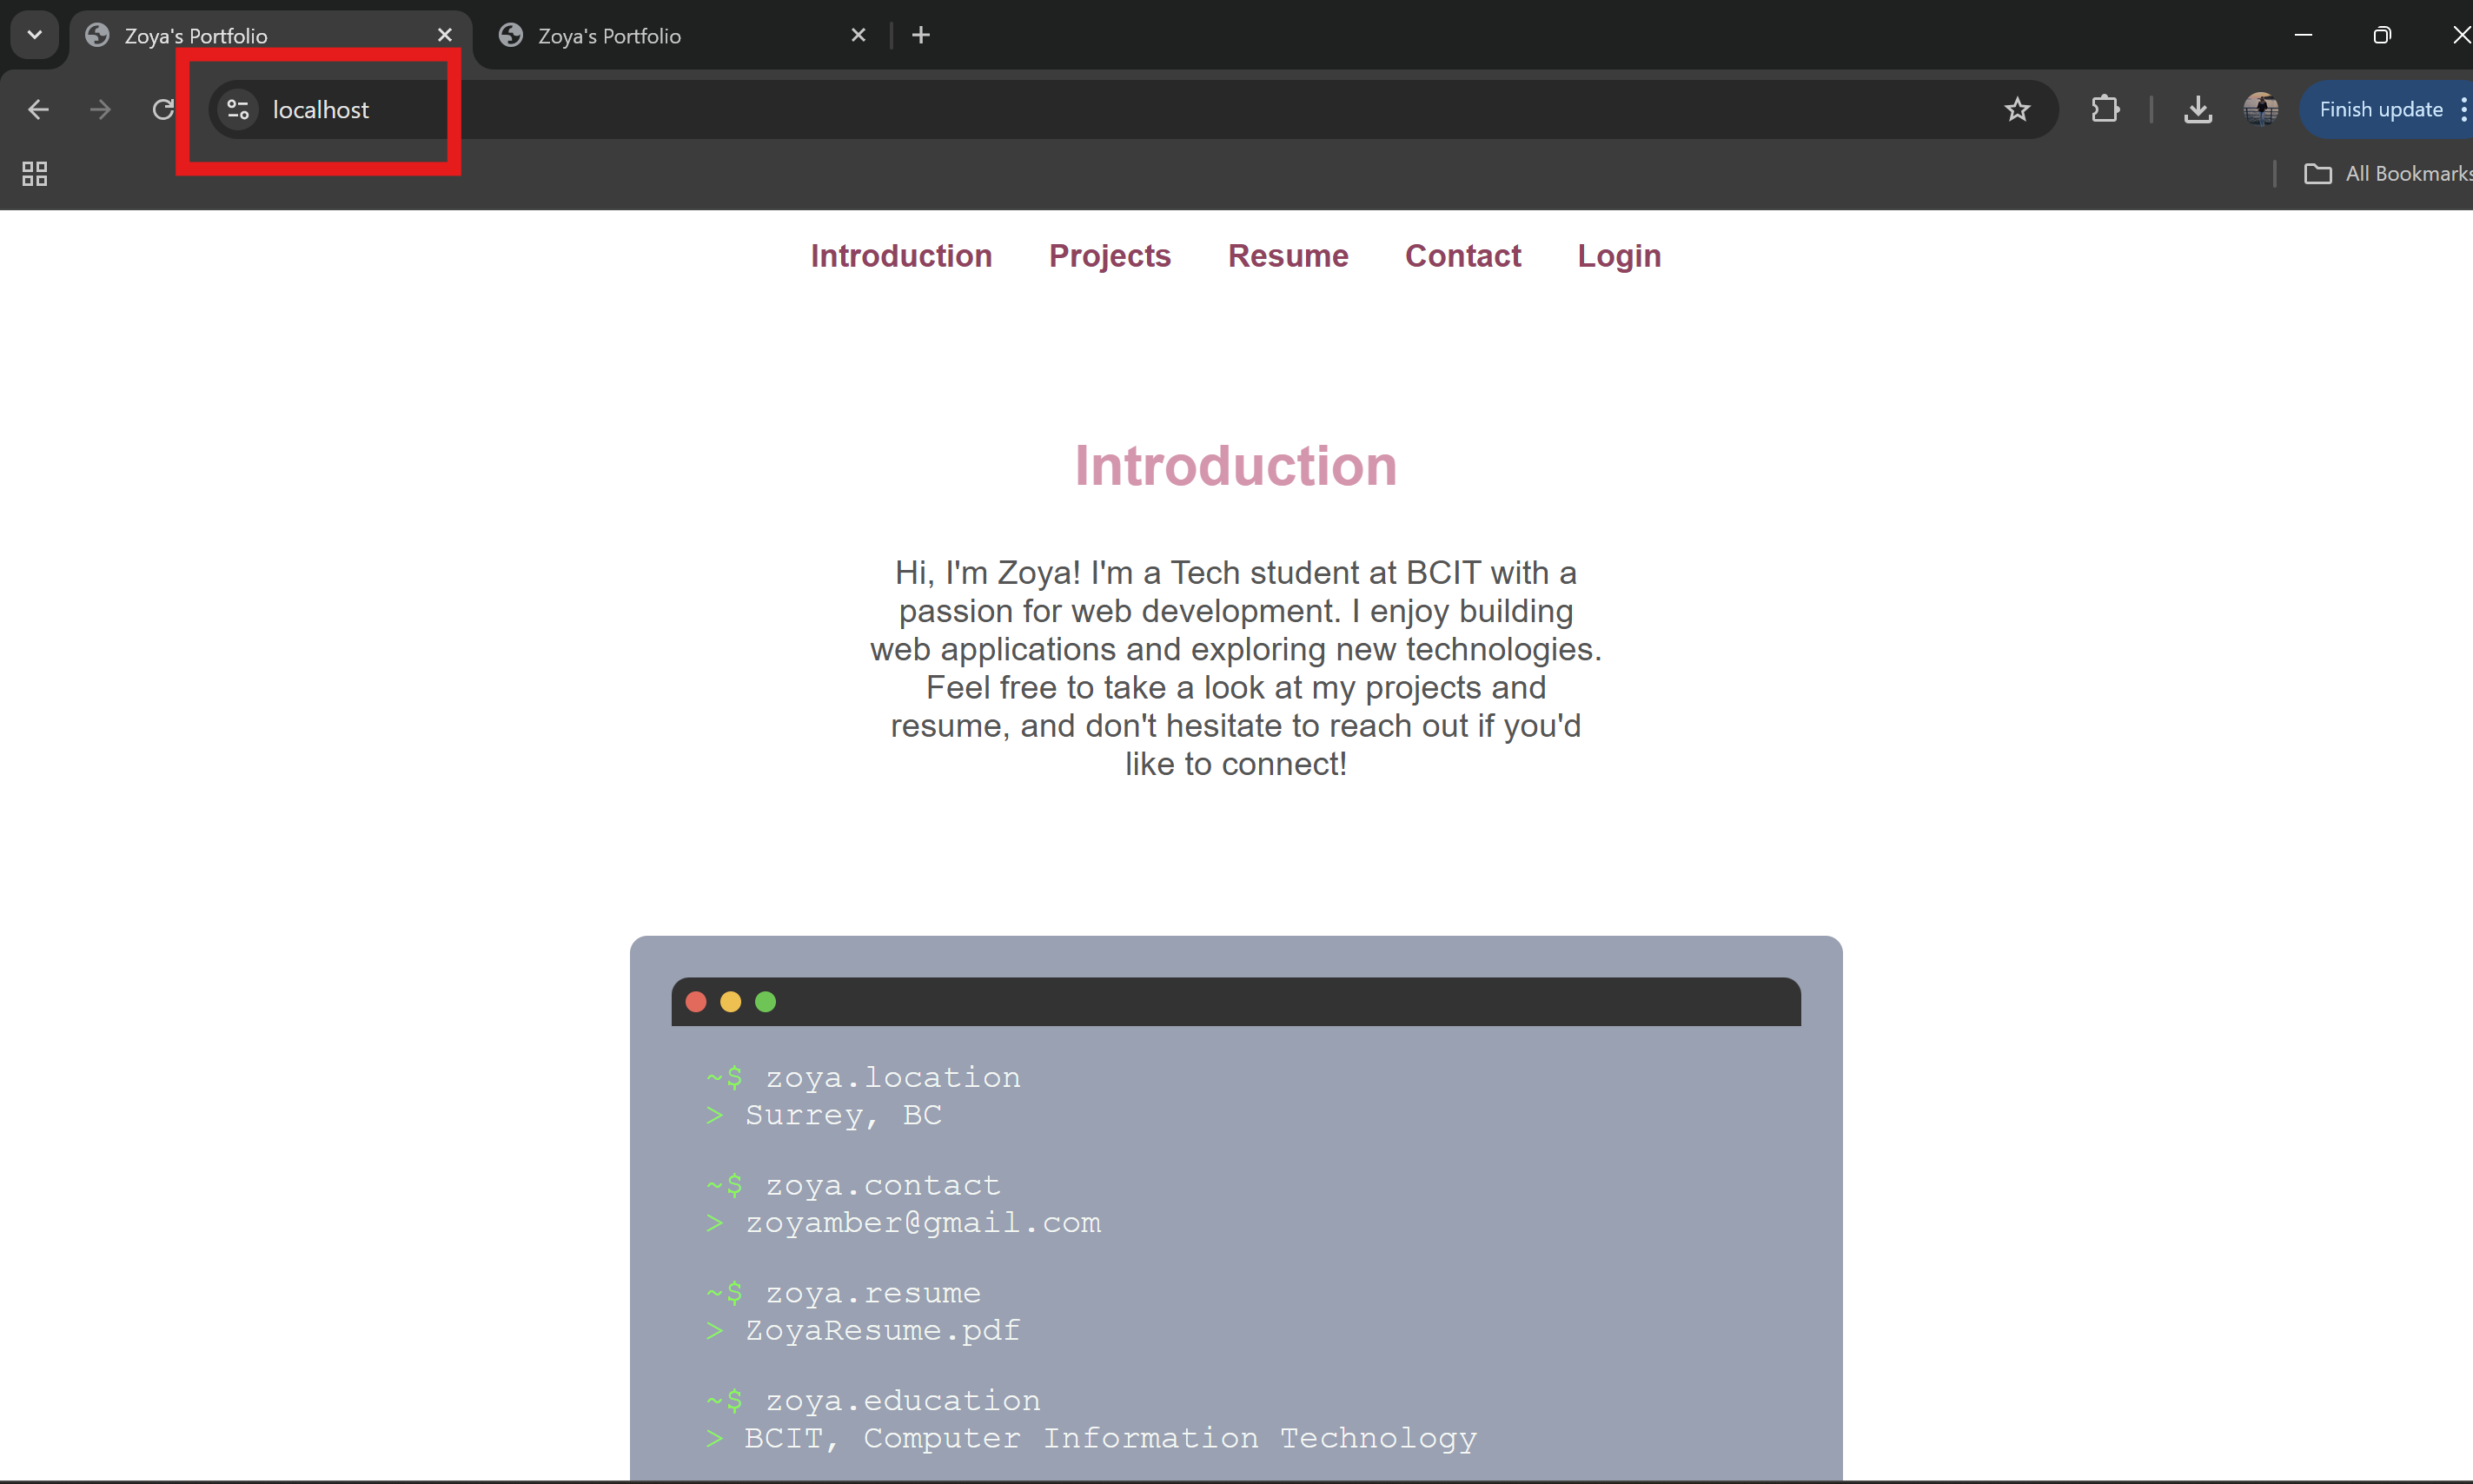 Zoya's Portfolio
Zoya's Portfolio
localhost
Finish update
All Bookmarks
Introduction Projects Resume Contact Login
Introduction
Hi, I'm Zoya! I'm a Tech student at BCIT with a
passion for web development. I enjoy building
web applications and exploring new technologies.
Feel free to take a look at my projects and
resume, and don't hesitate to reach out if you'd
like to connect!
~$ zoya.location
> Surrey, BC
~$ zoya.contact
> zoyamber@gmail.com
~$ zoya.resume
> ZoyaResume.pdf
~$ zoya.education
> BCIT, Computer Information Technology